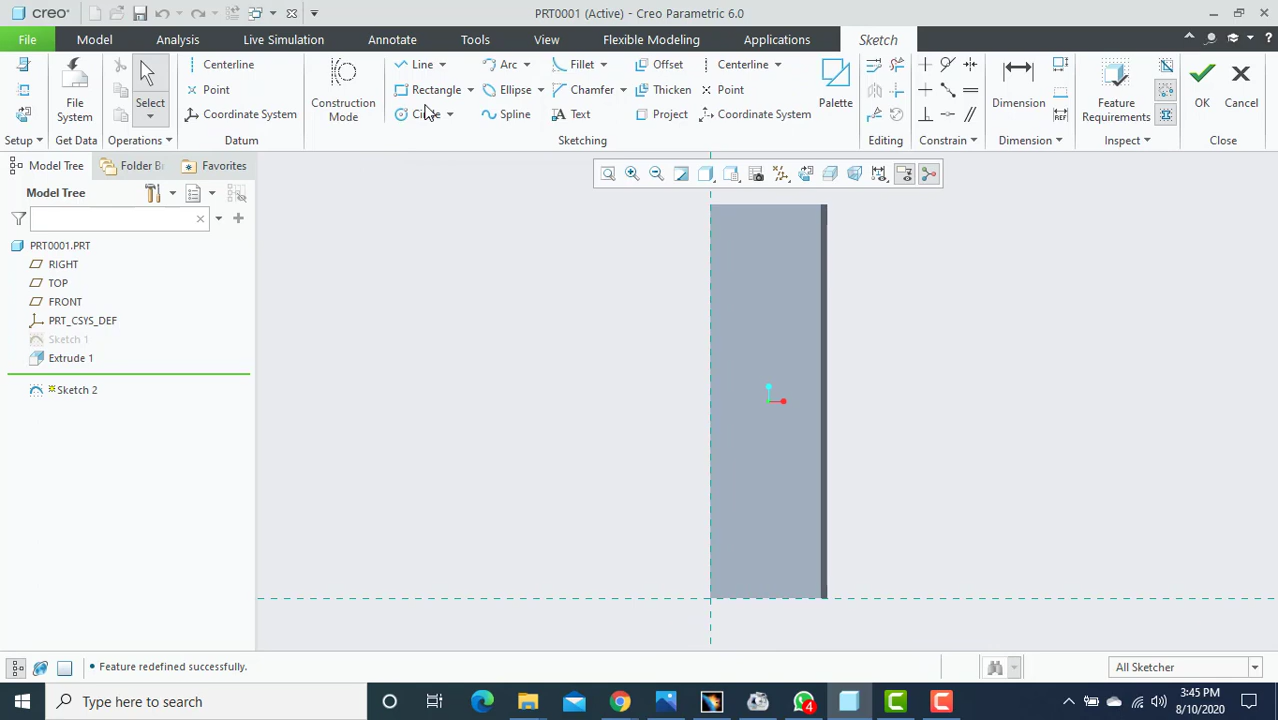 creo
PRT0001 (Active) - Creo Parametric 6.0
File Model Analysis Live Simulation Annotate Tools View Flexible Modeling Applications Sketch
Centerline Line Arc Fillet Offset Centerline
Point Rectangle Ellipse Chamfer Thicken Point
File System Select Coordinate System Construction Mode Spline Text Project Coordinate System Palette Dimension Feature Requirements OK Cancel
Setup Get Data Operations Datum Sketching Editing Constrain Dimension Inspect Close
Model Tree Favorites
Model Tree
PRT0001.PRT
RIGHT
TOP
FRONT
PRT_CSYS_DEF
Sketch 1
Extrude 1
Sketch 2
• Feature redefined successfully.
All Sketcher
Type here to search
4
3:45 PM
8/10/2020